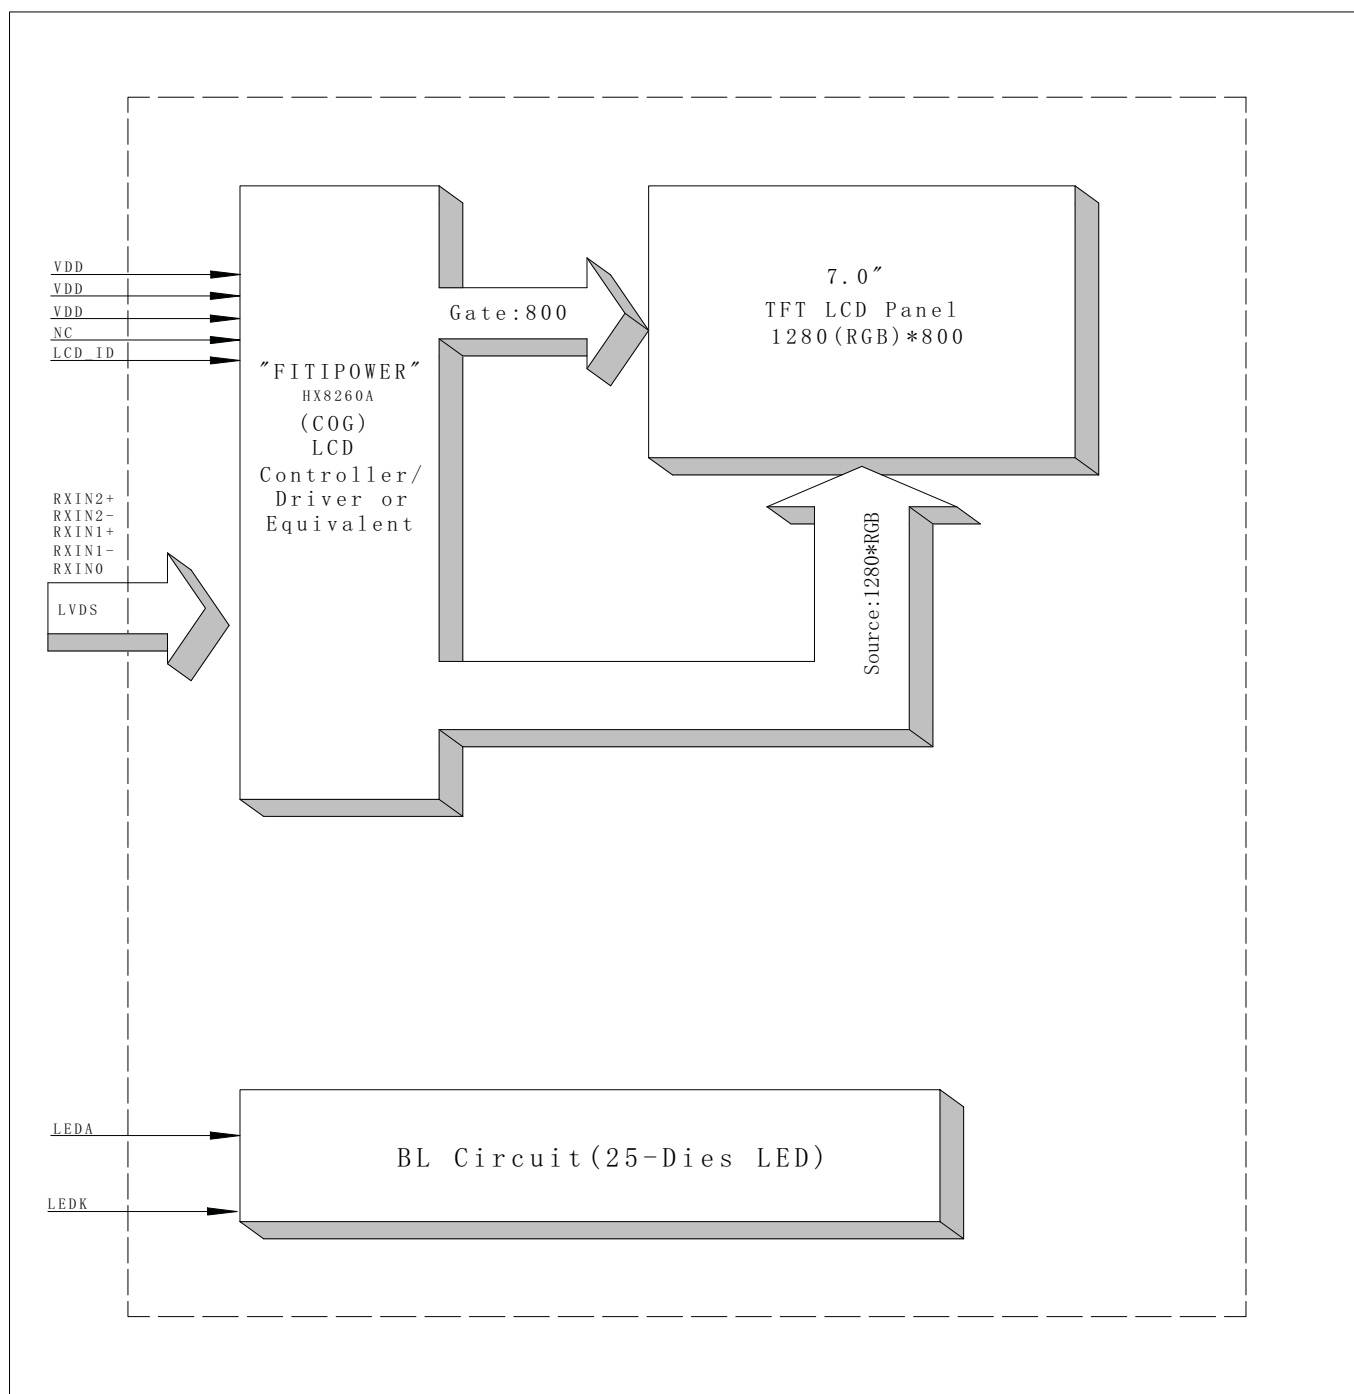 VDD
VDD
VDD
NC
LCD_ID
"FITIPOWER"
HX8260A
(COG)
LCD
Controller/
Driver or
Equivalent
Gate:800
7.0"
TFT LCD Panel
1280(RGB)*800
RXIN2+
RXIN2-
RXIN1+
RXIN1-
RXIN0
LVDS
Source:1280*RGB
LEDA
LEDK
BL Circuit(25-Dies LED)